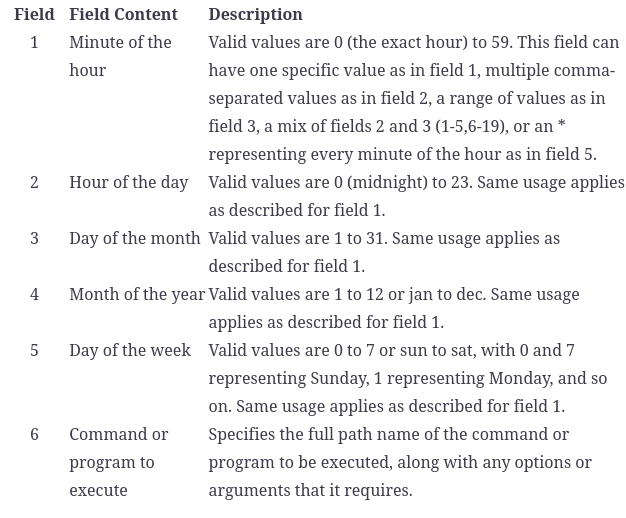 Field Field Content Description
1 Minute of the Valid values are 0 (the exact hour) to 59. This field can
hour have one specific value as in field 1, multiple comma-
separated values as in field 2, a range of values as in
field 3, a mix of fields 2 and 3 (1-5,6-19), or an *
representing every minute of the hour as in field 5.
2 Hour of the day Valid values are 0 (midnight) to 23. Same usage applies
as described for field 1.
3 Day of the month Valid values are 1 to 31. Same usage applies as
described for field 1.
4 Month of the year Valid values are 1 to 12 or jan to dec. Same usage
applies as described for field 1.
5 Day of the week Valid values are 0 to 7 or sun to sat, with 0 and 7
representing Sunday, 1 representing Monday, and so
on. Same usage applies as described for field 1.
6 Command or Specifies the full path name of the command or
program to program to be executed, along with any options or
execute arguments that it requires.